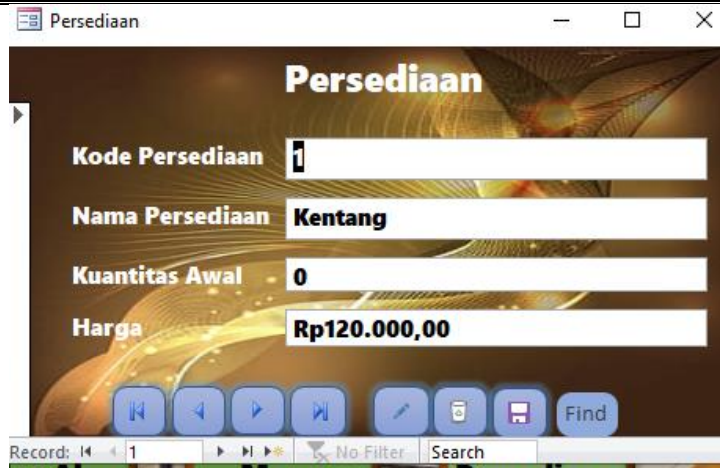 Persediaan
Persediaan
Kode Persediaan 1
Nama Persediaan Kentang
Kuantitas Awal 0
Harga Rp120.000,00
Find
Record: 1 No Filter Search